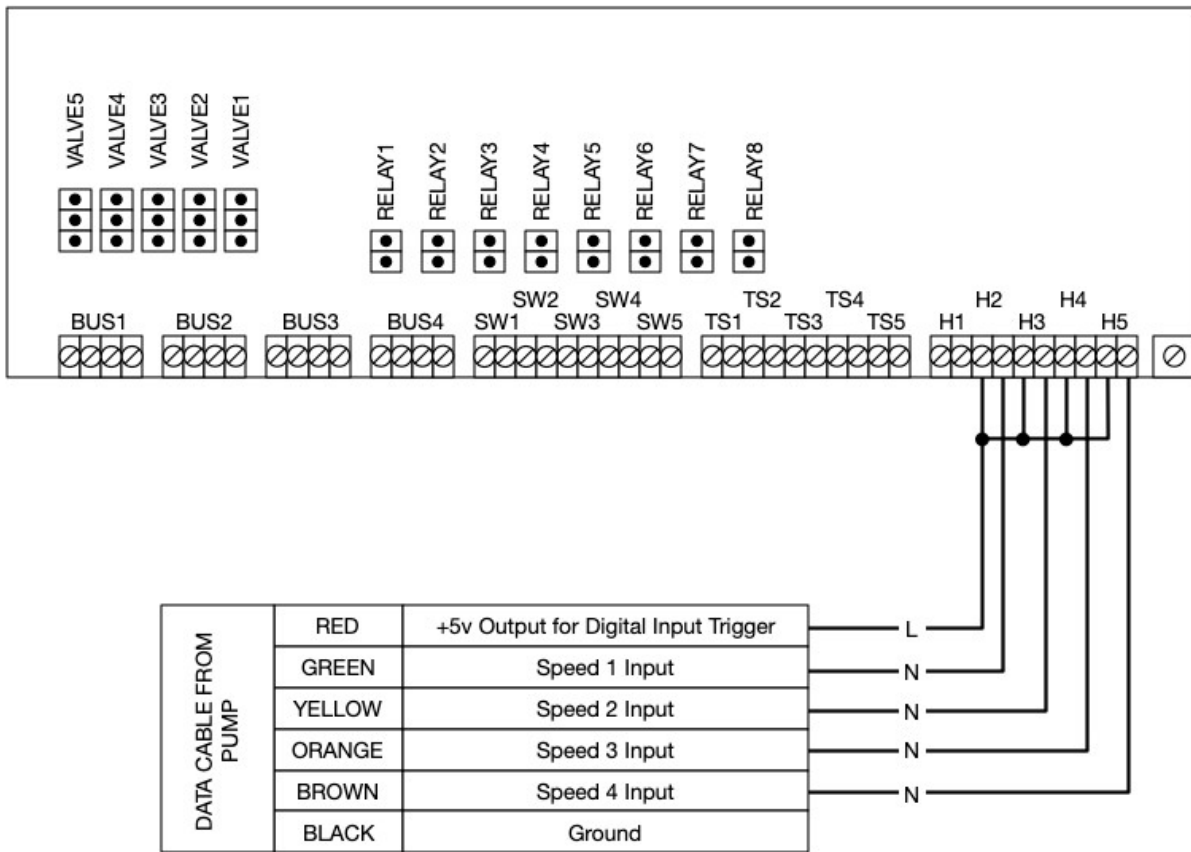 VALVE5
VALVE4
VALVE3
VALVE2
VALVE1
RELAY1
RELAY2
RELAY3
RELAY4
RELAY5
RELAY6
RELAY7
RELAY8
BUS1
BUS2
BUS3
BUS4
SW1
SW2
SW3
SW4
SW5
TS1
TS2
TS3
TS4
TS5
H1
H2
H3
H4
H5
DATA CABLE FROM
PUMP
RED +5v Output for Digital Input Trigger L
GREEN Speed 1 Input N
YELLOW Speed 2 Input N
ORANGE Speed 3 Input N
BROWN Speed 4 Input N
BLACK Ground